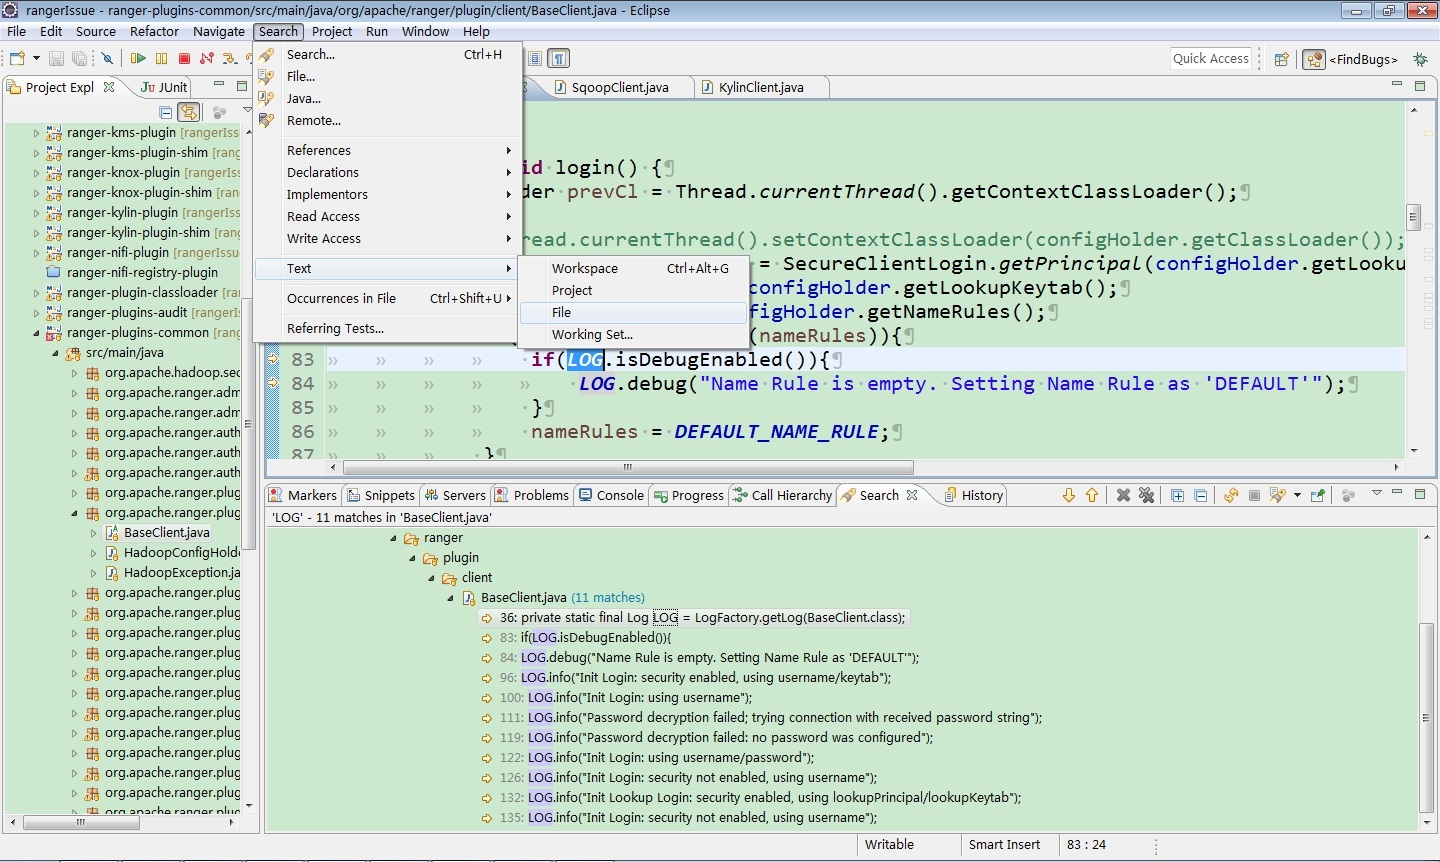 rangerIssue - ranger-plugins-common/src/main/java/org/apache/ranger/plugin/client/BaseClient.java - Eclipse
File Edit Source Refactor Navigate Search Project Run Window Help
Search... Ctrl+H
File...
Java...
Remote...
References
Declarations
Implementors
Read Access
Write Access
Text
Occurrences in File Ctrl+Shift+U
Referring Tests...
Workspace Ctrl+Alt+G
Project
File
Working Set...
Quick Access
<FindBugs>
Project Expl JUnit
ranger-kms-plugin [rangerIssu
ranger-kms-plugin-shim [rang
ranger-knox-plugin [rangerIss
ranger-knox-plugin-shim [ran
ranger-kylin-plugin [rangerIss
ranger-kylin-plugin-shim [ran
ranger-nifi-plugin [rangerIssue
ranger-nifi-registry-plugin
ranger-plugin-classloader [ran
ranger-plugins-audit [rangerIs
ranger-plugins-common [rang
src/main/java
org.apache.hadoop.sec
org.apache.ranger.adm
org.apache.ranger.adm
org.apache.ranger.auth
org.apache.ranger.auth
org.apache.ranger.auth
org.apache.ranger.plug
org.apache.ranger.plug
BaseClient.java
HadoopConfigHolde
HadoopException.ja
org.apache.ranger.plug
org.apache.ranger.plug
org.apache.ranger.plug
org.apache.ranger.plug
org.apache.ranger.plug
org.apache.ranger.plug
org.apache.ranger.plug
org.apache.ranger.plug
org.apache.ranger.plug
org.apache.ranger.plug
org.apache.ranger.plug
org.apache.ranger.plug
SqoopClient.java KylinClient.java
id login() {¶
der prevCl = Thread.currentThread().getContextClassLoader();¶
read.currentThread().setContextClassLoader(configHolder.getClassLoader());
= SecureClientLogin.getPrincipal(configHolder.getLooku
configHolder.getLookupKeytab();¶
figHolder.getNameRules();¶
(nameRules)){¶
83 if(LOG.isDebugEnabled()){¶
84 LOG.debug("Name Rule is empty. Setting Name Rule as 'DEFAULT'");¶
85 }¶
86 nameRules = DEFAULT_NAME_RULE;¶
87 }¶
Markers Snippets Servers Problems Console Progress Call Hierarchy Search History
'LOG' - 11 matches in 'BaseClient.java'
ranger
plugin
client
BaseClient.java (11 matches)
36: private static final Log LOG = LogFactory.getLog(BaseClient.class);
83: if(LOG.isDebugEnabled()){
84: LOG.debug("Name Rule is empty. Setting Name Rule as 'DEFAULT'");
96: LOG.info("Init Login: security enabled, using username/keytab");
100: LOG.info("Init Login: using username");
111: LOG.info("Password decryption failed; trying connection with received password string");
119: LOG.info("Password decryption failed: no password was configured");
122: LOG.info("Init Login: using username/password");
126: LOG.info("Init Login: security not enabled, using username");
132: LOG.info("Init Lookup Login: security enabled, using lookupPrincipal/lookupKeytab");
135: LOG.info("Init Login: security not enabled, using username");
Writable Smart Insert 83 : 24